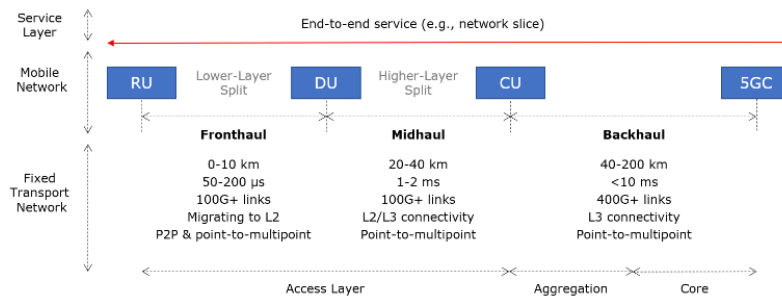 Service
Layer
End-to-end service (e.g., network slice)
Mobile
Network
RU
Lower-Layer
Split
DU
Higher-Layer
Split
CU
5GC
Fronthaul
Midhaul
Backhaul
Fixed
Transport
Network
0-10 km
50-200 µs
100G+ links
Migrating to L2
P2P & point-to-multipoint
20-40 km
1-2 ms
100G+ links
L2/L3 connectivity
Point-to-multipoint
40-200 km
<10 ms
400G+ links
L3 connectivity
Point-to-multipoint
Access Layer
Aggregation
Core